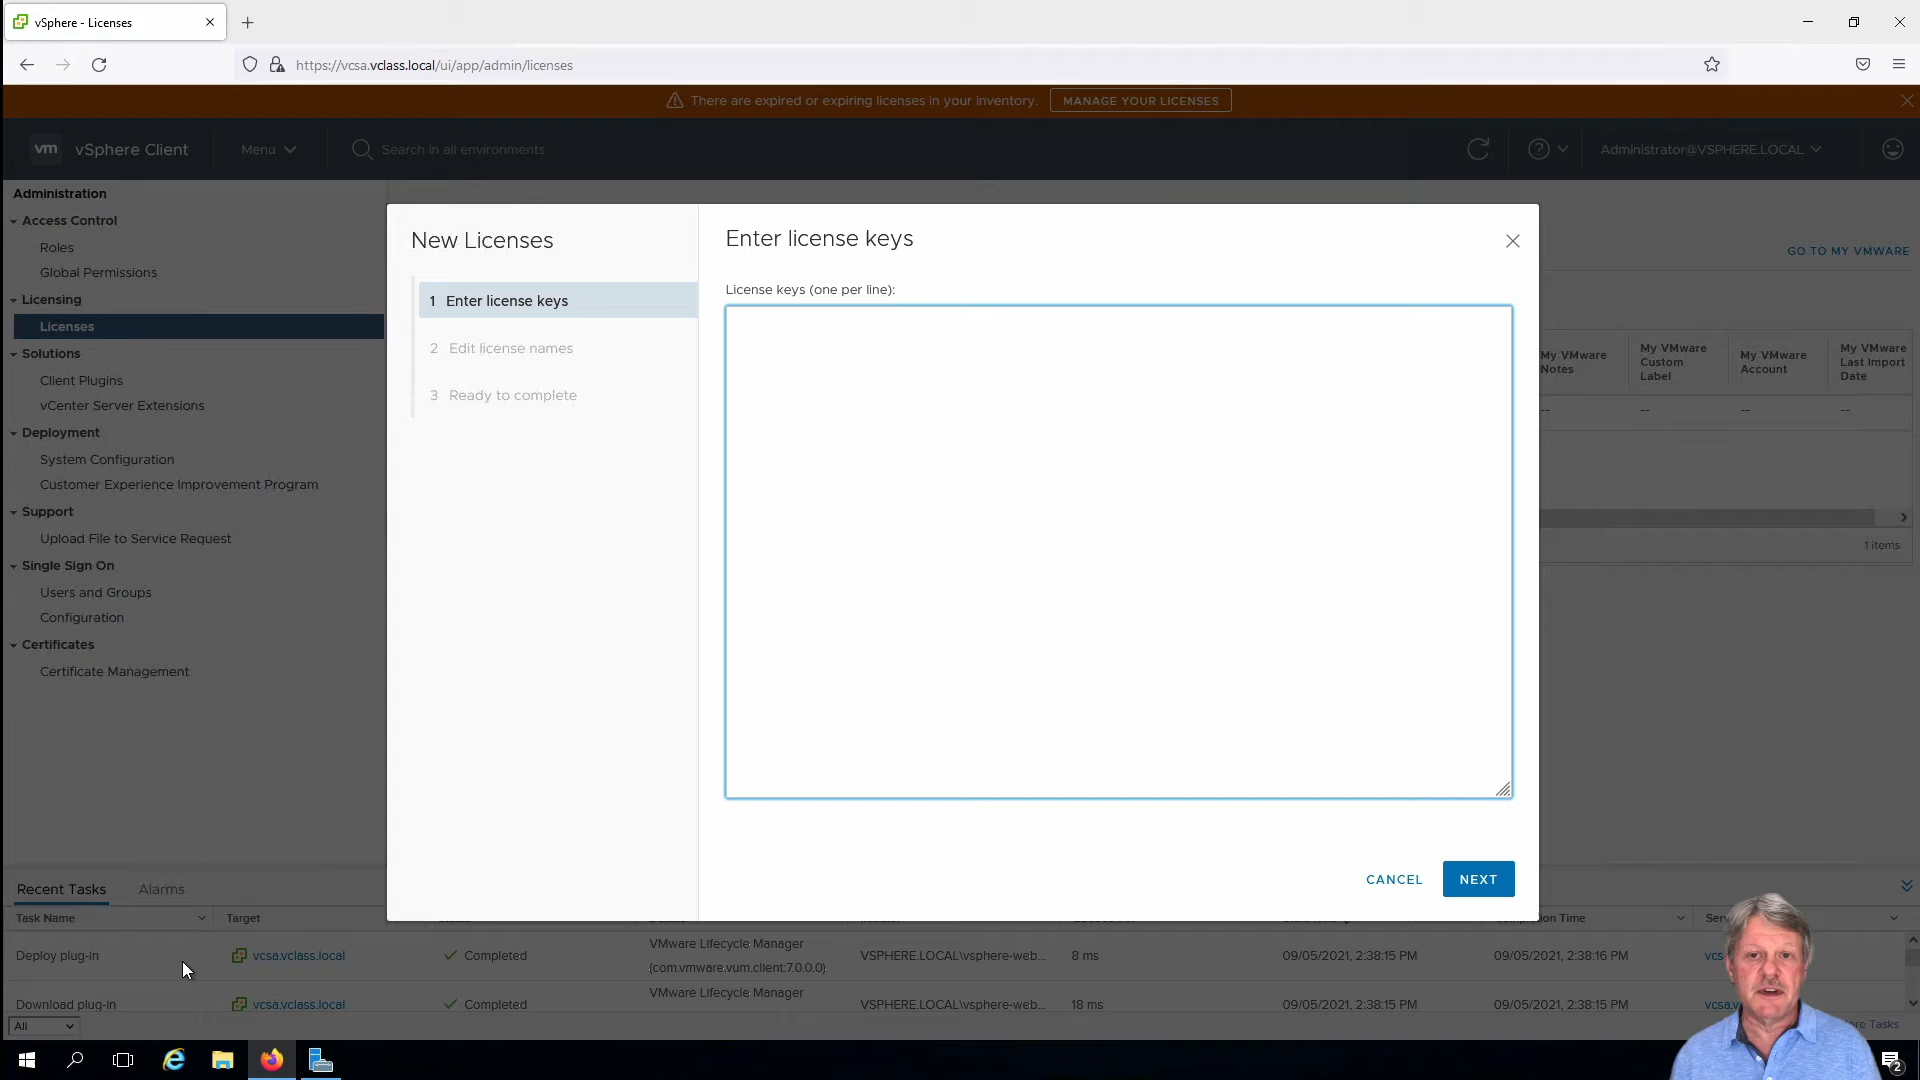 vSphere - Licenses
https://vcsa.vclass.local/ui/app/admin/licenses
There are expired or expiring licenses in your inventory.
MANAGE YOUR LICENSES
vm
vSphere Client
Menu
Search in all environments
Administrator@VSPHERE.LOCAL
Administration
Access Control
Roles
Global Permissions
Licensing
Licenses
Solutions
Client Plugins
vCenter Server Extensions
Deployment
System Configuration
Customer Experience Improvement Program
Support
Upload File to Service Request
Single Sign On
Users and Groups
Configuration
Certificates
Certificate Management
New Licenses
1 Enter license keys
2 Edit license names
3 Ready to complete
Enter license keys
License keys (one per line):
CANCEL
NEXT
GO TO MY VMWARE
My VMware Notes
My VMware Custom Label
My VMware Account
My VMware Last Import Date
-- -- -- --
1 items
Recent Tasks
Alarms
Task Name
Target
Time
Deploy plug-in
vcsa.vclass.local
Completed
VMware Lifecycle Manager
(com.vmware.vum.client:7.0.0.0)
VSPHERE.LOCAL\vsphere-web...
8 ms
09/05/2021, 2:38:15 PM
09/05/2021, 2:38:16 PM
Download plug-in
vcsa.vclass.local
Completed
VMware Lifecycle Manager
VSPHERE.LOCAL\vsphere-web...
18 ms
09/05/2021, 2:38:15 PM
09/05/2021, 2:38:15 PM
All
Tasks
2